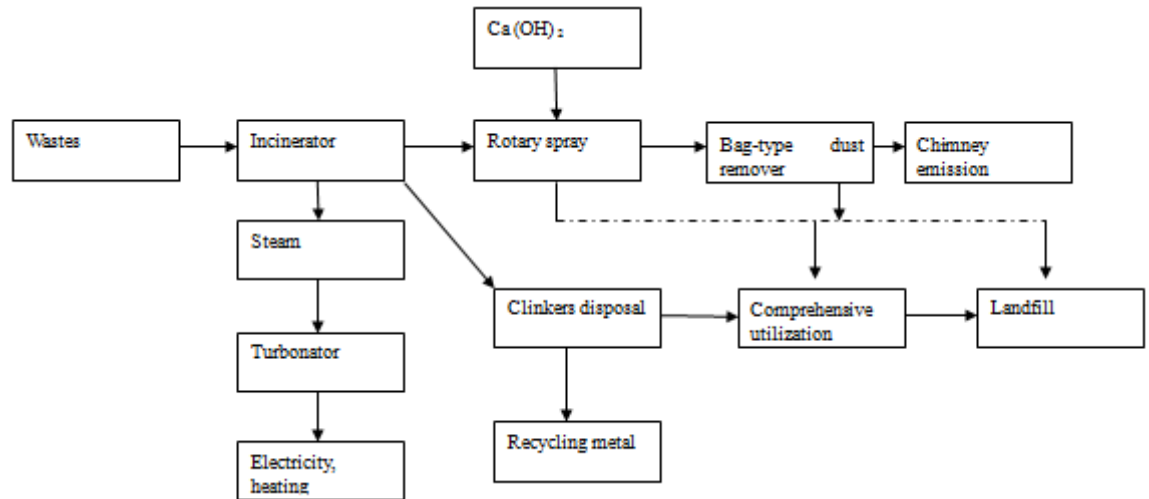 Ca(OH)₂
Wastes
Incinerator
Rotary spray
Bag-type dust
remover
Chimney
emission
Steam
Clinkers disposal
Comprehensive
utilization
Landfill
Turbonator
Recycling metal
Electricity,
heating